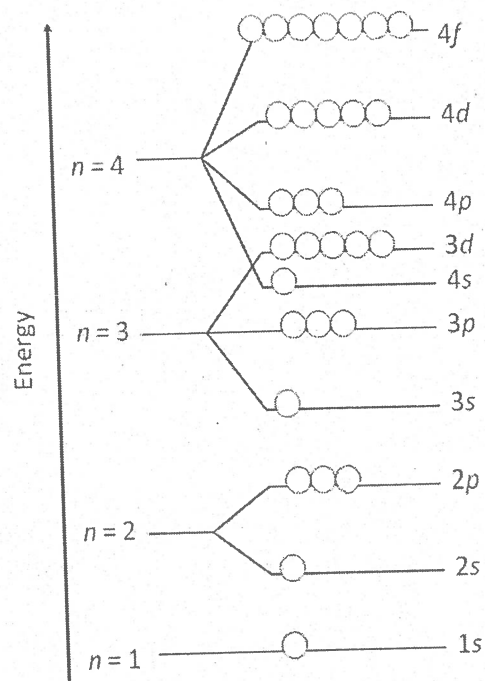 4f
4d
n = 4
4p
3d
4s
n = 3
3p
Energy
3s
2p
n = 2
2s
n = 1
1s